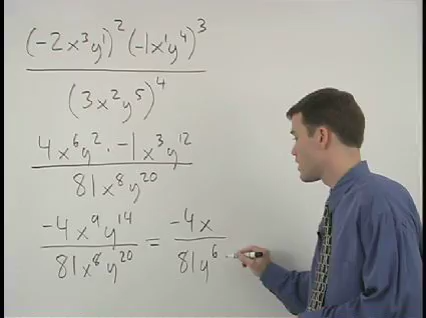 (-2x³y¹)² (-1x¹y⁴)³
(3x²y⁵)⁴
4x⁶y² · -1x³y¹²
81x⁸y²⁰
-4x⁹y¹⁴ = -4x
81x⁸y²⁰ 81y⁶